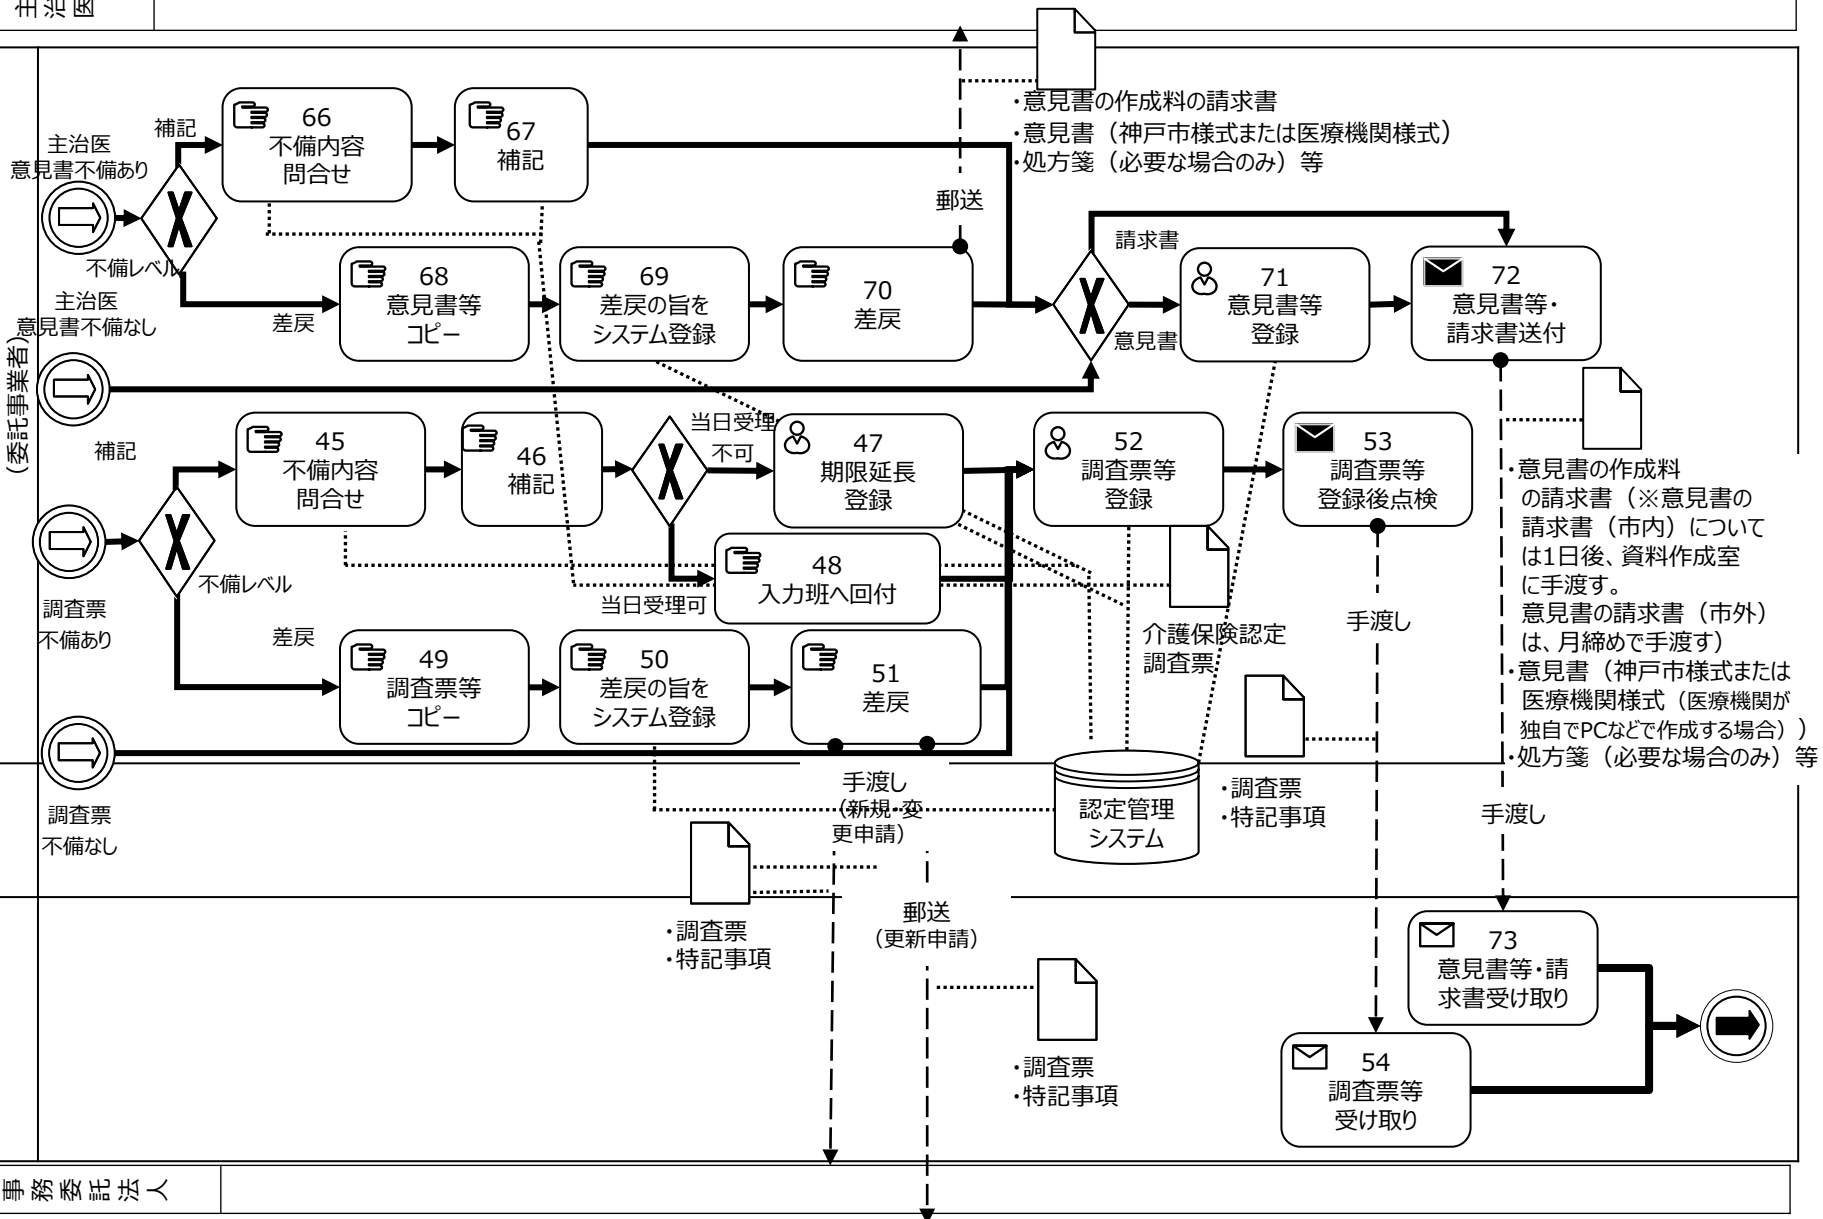 主治医
(委託事業者)
主治医
意見書不備あり
補記
不備レベル
差戻
66
不備内容
問合せ
67
補記
郵送
・意見書の作成料の請求書
・意見書（神戸市様式または医療機関様式）
・処方箋（必要な場合のみ）等
主治医
意見書不備なし
68
意見書等
コピー
69
差戻の旨を
システム登録
70
差戻
請求書
意見書
71
意見書等
登録
72
意見書等・
請求書送付
補記
45
不備内容
問合せ
46
補記
当日受理
不可
47
期限延長
登録
52
調査票等
登録
53
調査票等
登録後点検
・意見書の作成料
の請求書（※意見書の
請求書（市内）について
は1日後、資料作成室
に手渡す。
意見書の請求書（市外）
は、月締めで手渡す）
・意見書（神戸市様式または
医療機関様式（医療機関が
独自でPCなどで作成する場合））
・処方箋（必要な場合のみ）等
調査票
不備あり
不備レベル
差戻
48
入力班へ回付
当日受理可
介護保険認定
調査票
手渡し
49
調査票等
コピー
50
差戻の旨を
システム登録
51
差戻
調査票
不備なし
手渡し
（新規・変
更申請）
認定管理
システム
・調査票
・特記事項
手渡し
・調査票
・特記事項
郵送
（更新申請）
・調査票
・特記事項
73
意見書等・請
求書受け取り
54
調査票等
受け取り
事務委託法人